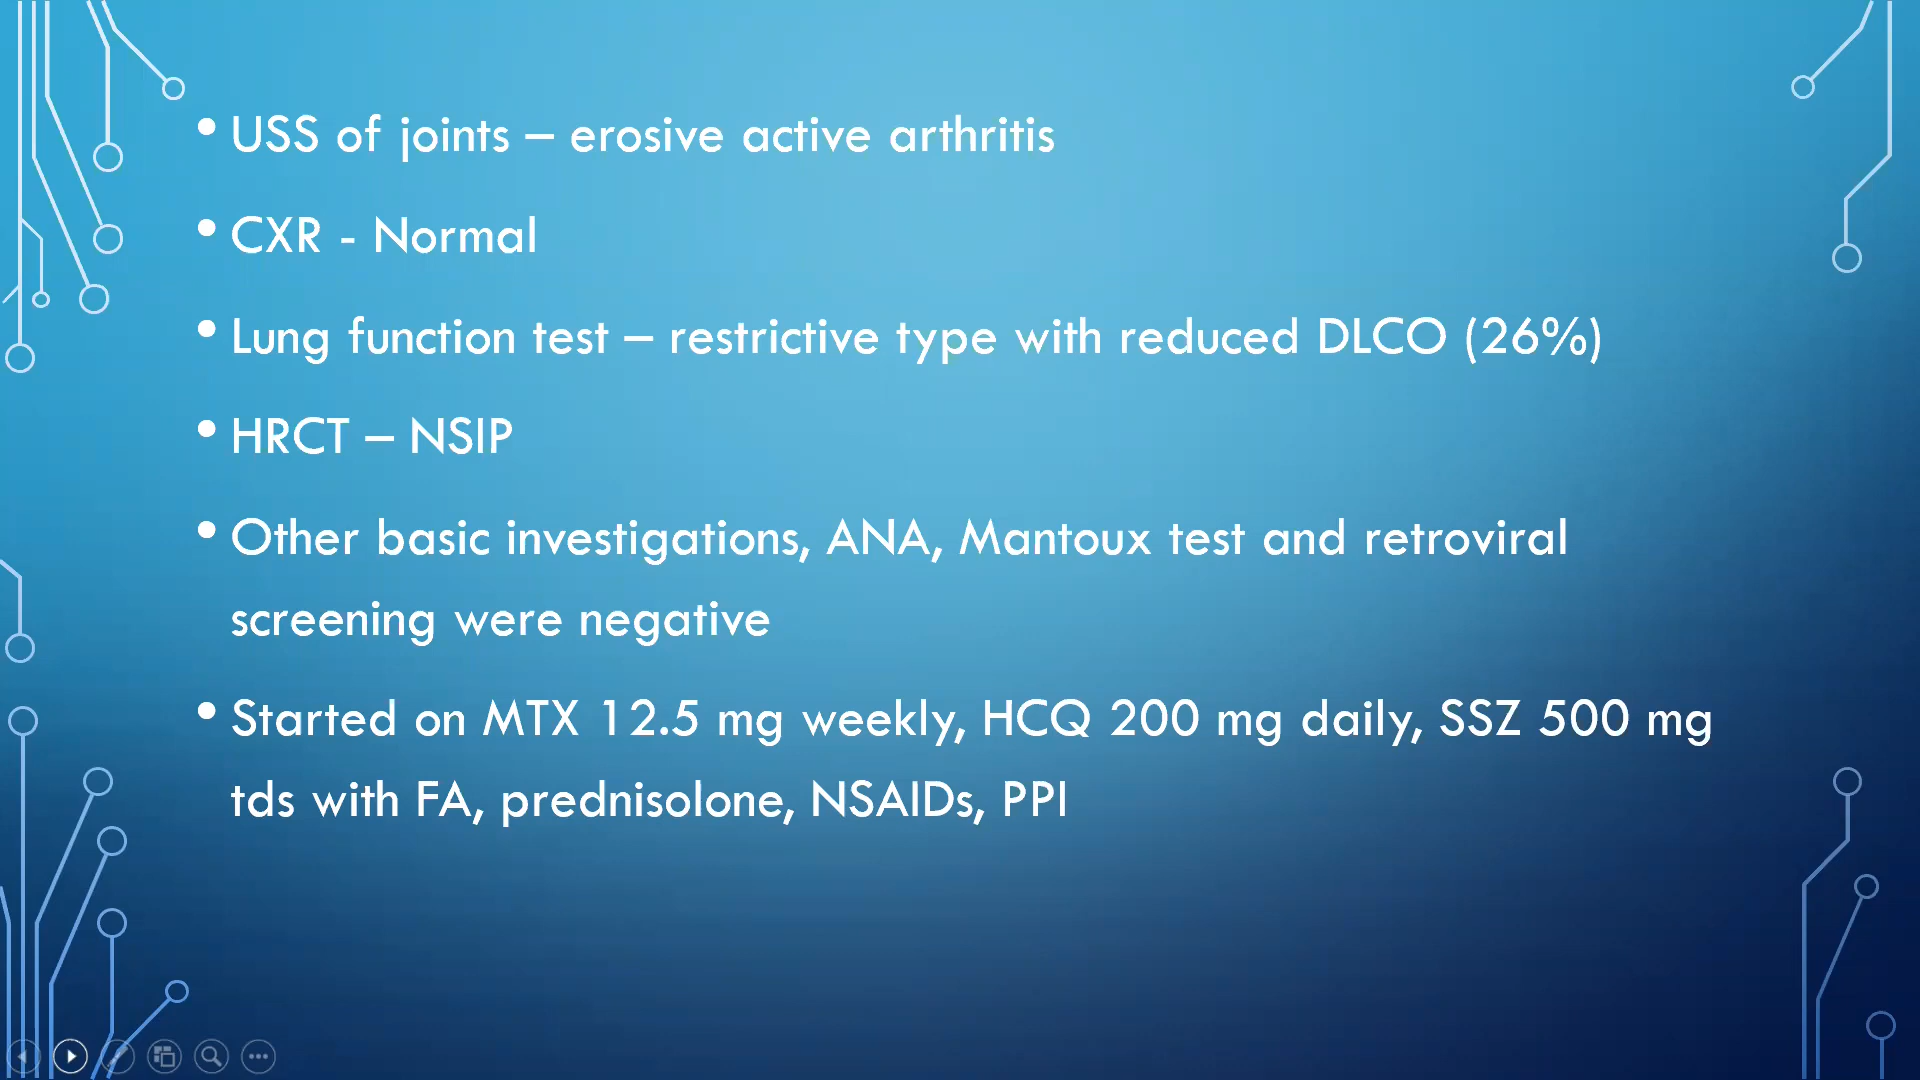 • USS of joints – erosive active arthritis
• CXR - Normal
• Lung function test – restrictive type with reduced DLCO (26%)
• HRCT – NSIP
• Other basic investigations, ANA, Mantoux test and retroviral
screening were negative
• Started on MTX 12.5 mg weekly, HCQ 200 mg daily, SSZ 500 mg
tds with FA, prednisolone, NSAIDs, PPI